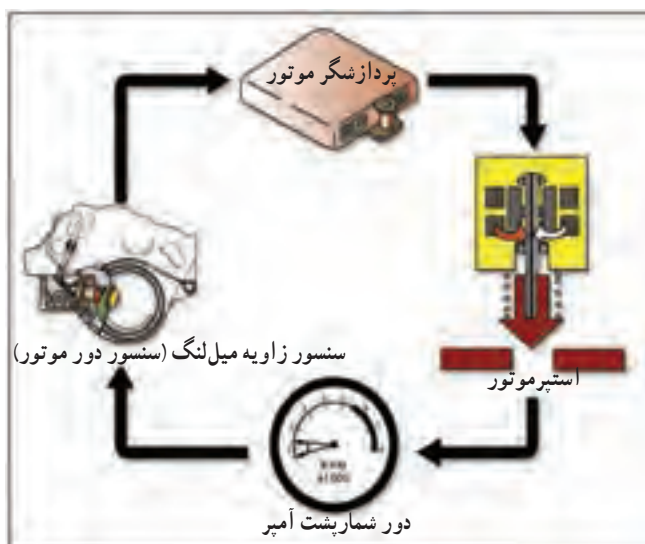 پردازشگر موتور
سنسور زاویه میل‌لنگ (سنسور دور موتور)
استپرموتور
دور شمارپشت آمپر